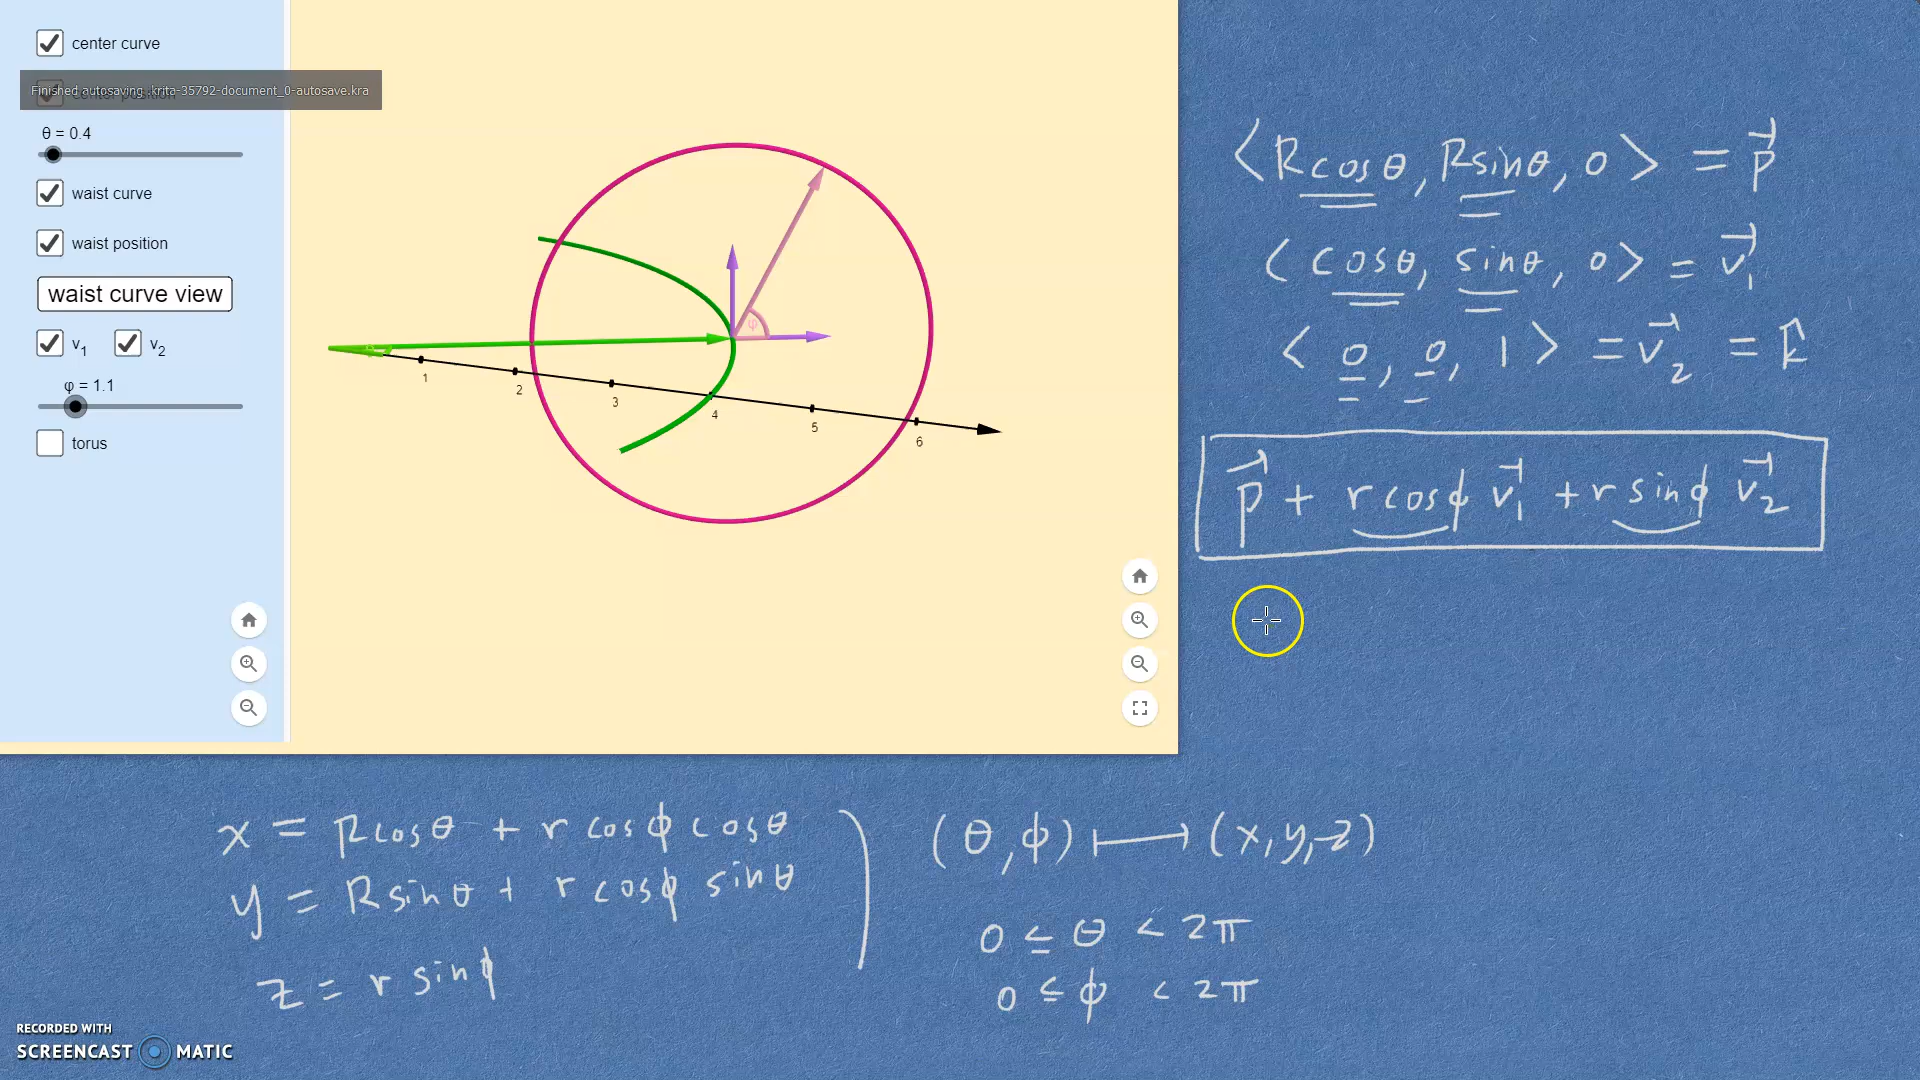 center curve
Finished autosaving .krita-35792-document_0-autosave.kra
θ = 0.4
waist curve
waist position
waist curve view
v₁ v₂
φ = 1.1
torus
φ
1
2
3
4
5
6
⟨Rcosθ, Rsinθ, 0⟩ = p⃗
⟨cosθ, sinθ, 0⟩ = v⃗₁
⟨0, 0, 1⟩ = v⃗₂ = k̂
p⃗ + r cosϕ v⃗₁ + r sinϕ v⃗₂
x = Rcosθ + r cosϕ cosθ
y = Rsinθ + r cosϕ sinθ
z = r sinϕ
(θ,ϕ) ⟼ (x,y,z)
0 ≤ θ < 2π
0 ≤ ϕ < 2π
RECORDED WITH
SCREENCAST MATIC